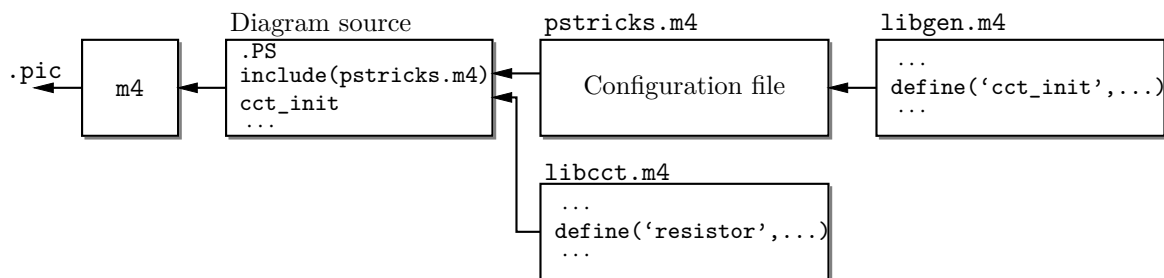 .pic
m4
Diagram source
.PS
include(pstricks.m4)
cct_init
...
pstricks.m4
Configuration file
libgen.m4
...
define(‘cct_init’,...)
...
libcct.m4
...
define(‘resistor’,...)
...